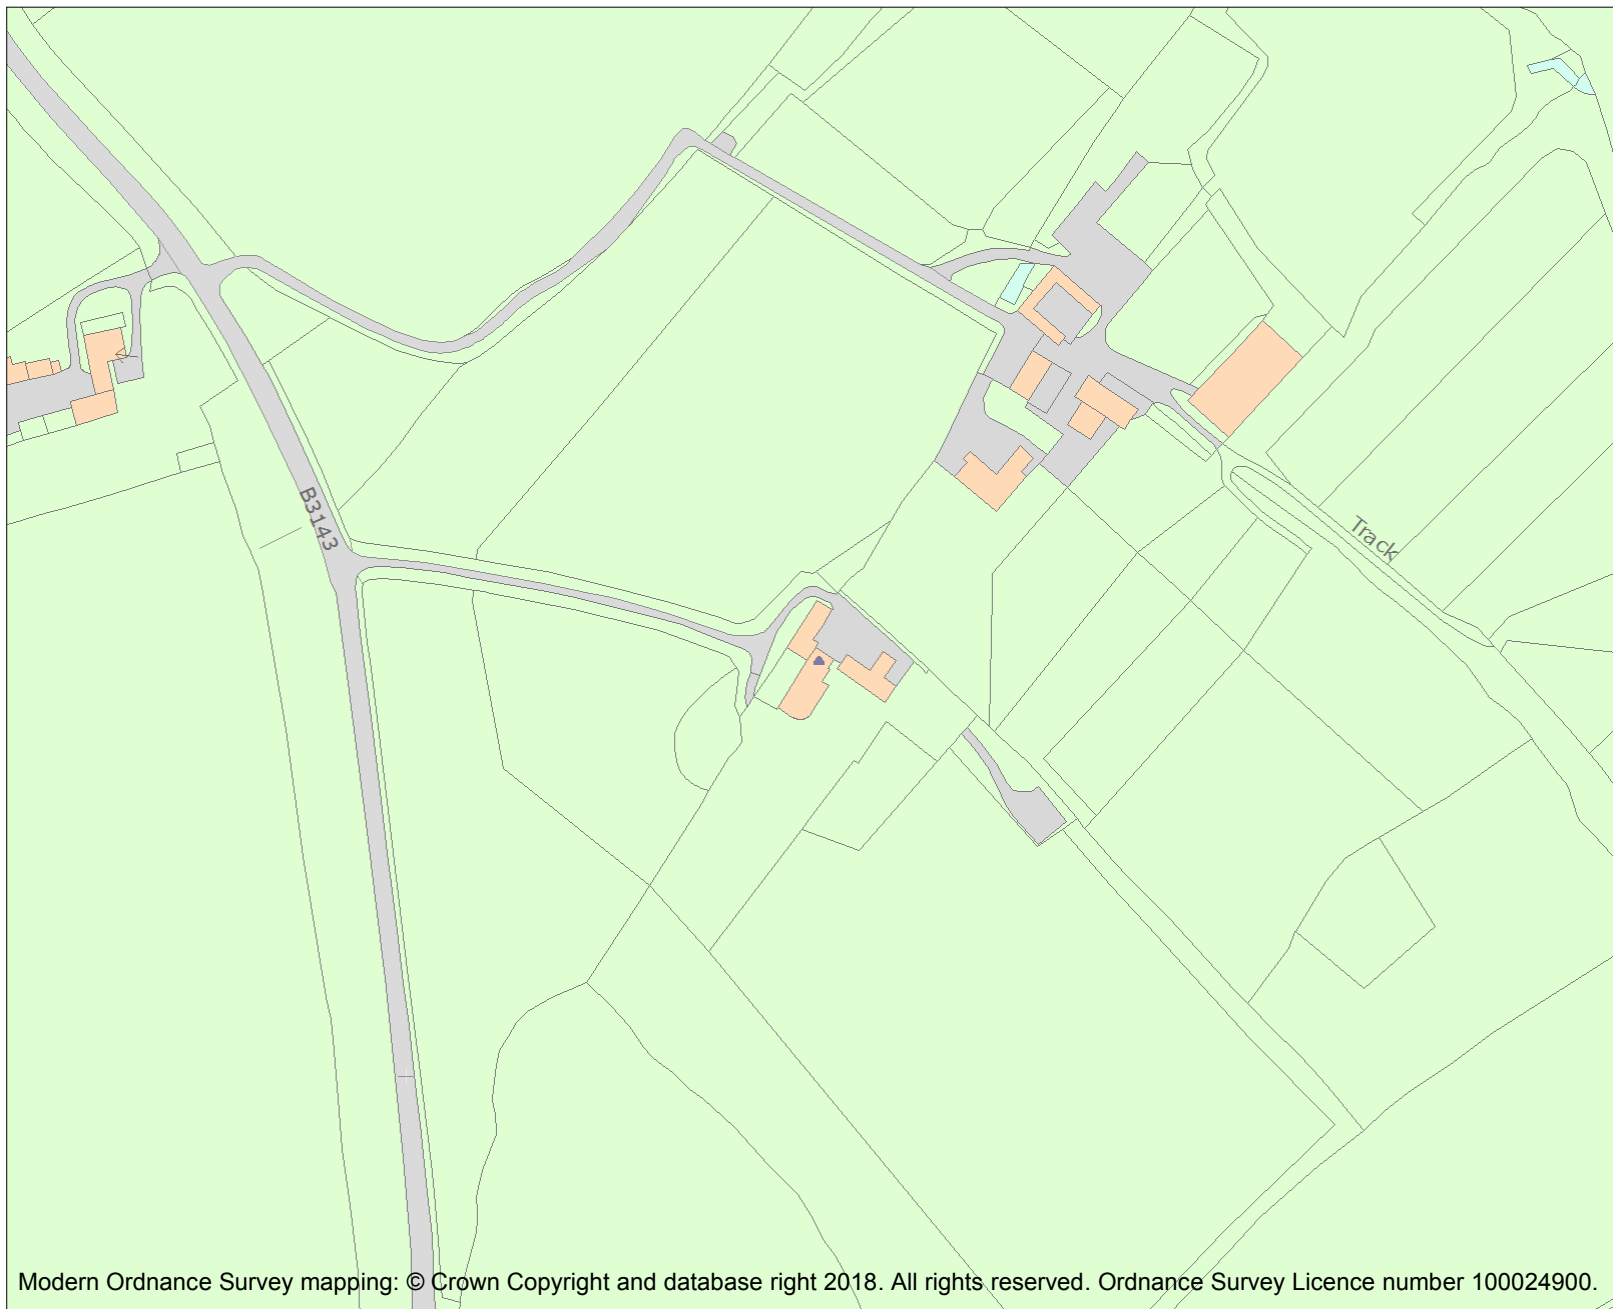 B3143
Track
Modern Ordnance Survey mapping: © Crown Copyright and database right 2018. All rights reserved. Ordnance Survey Licence number 100024900.